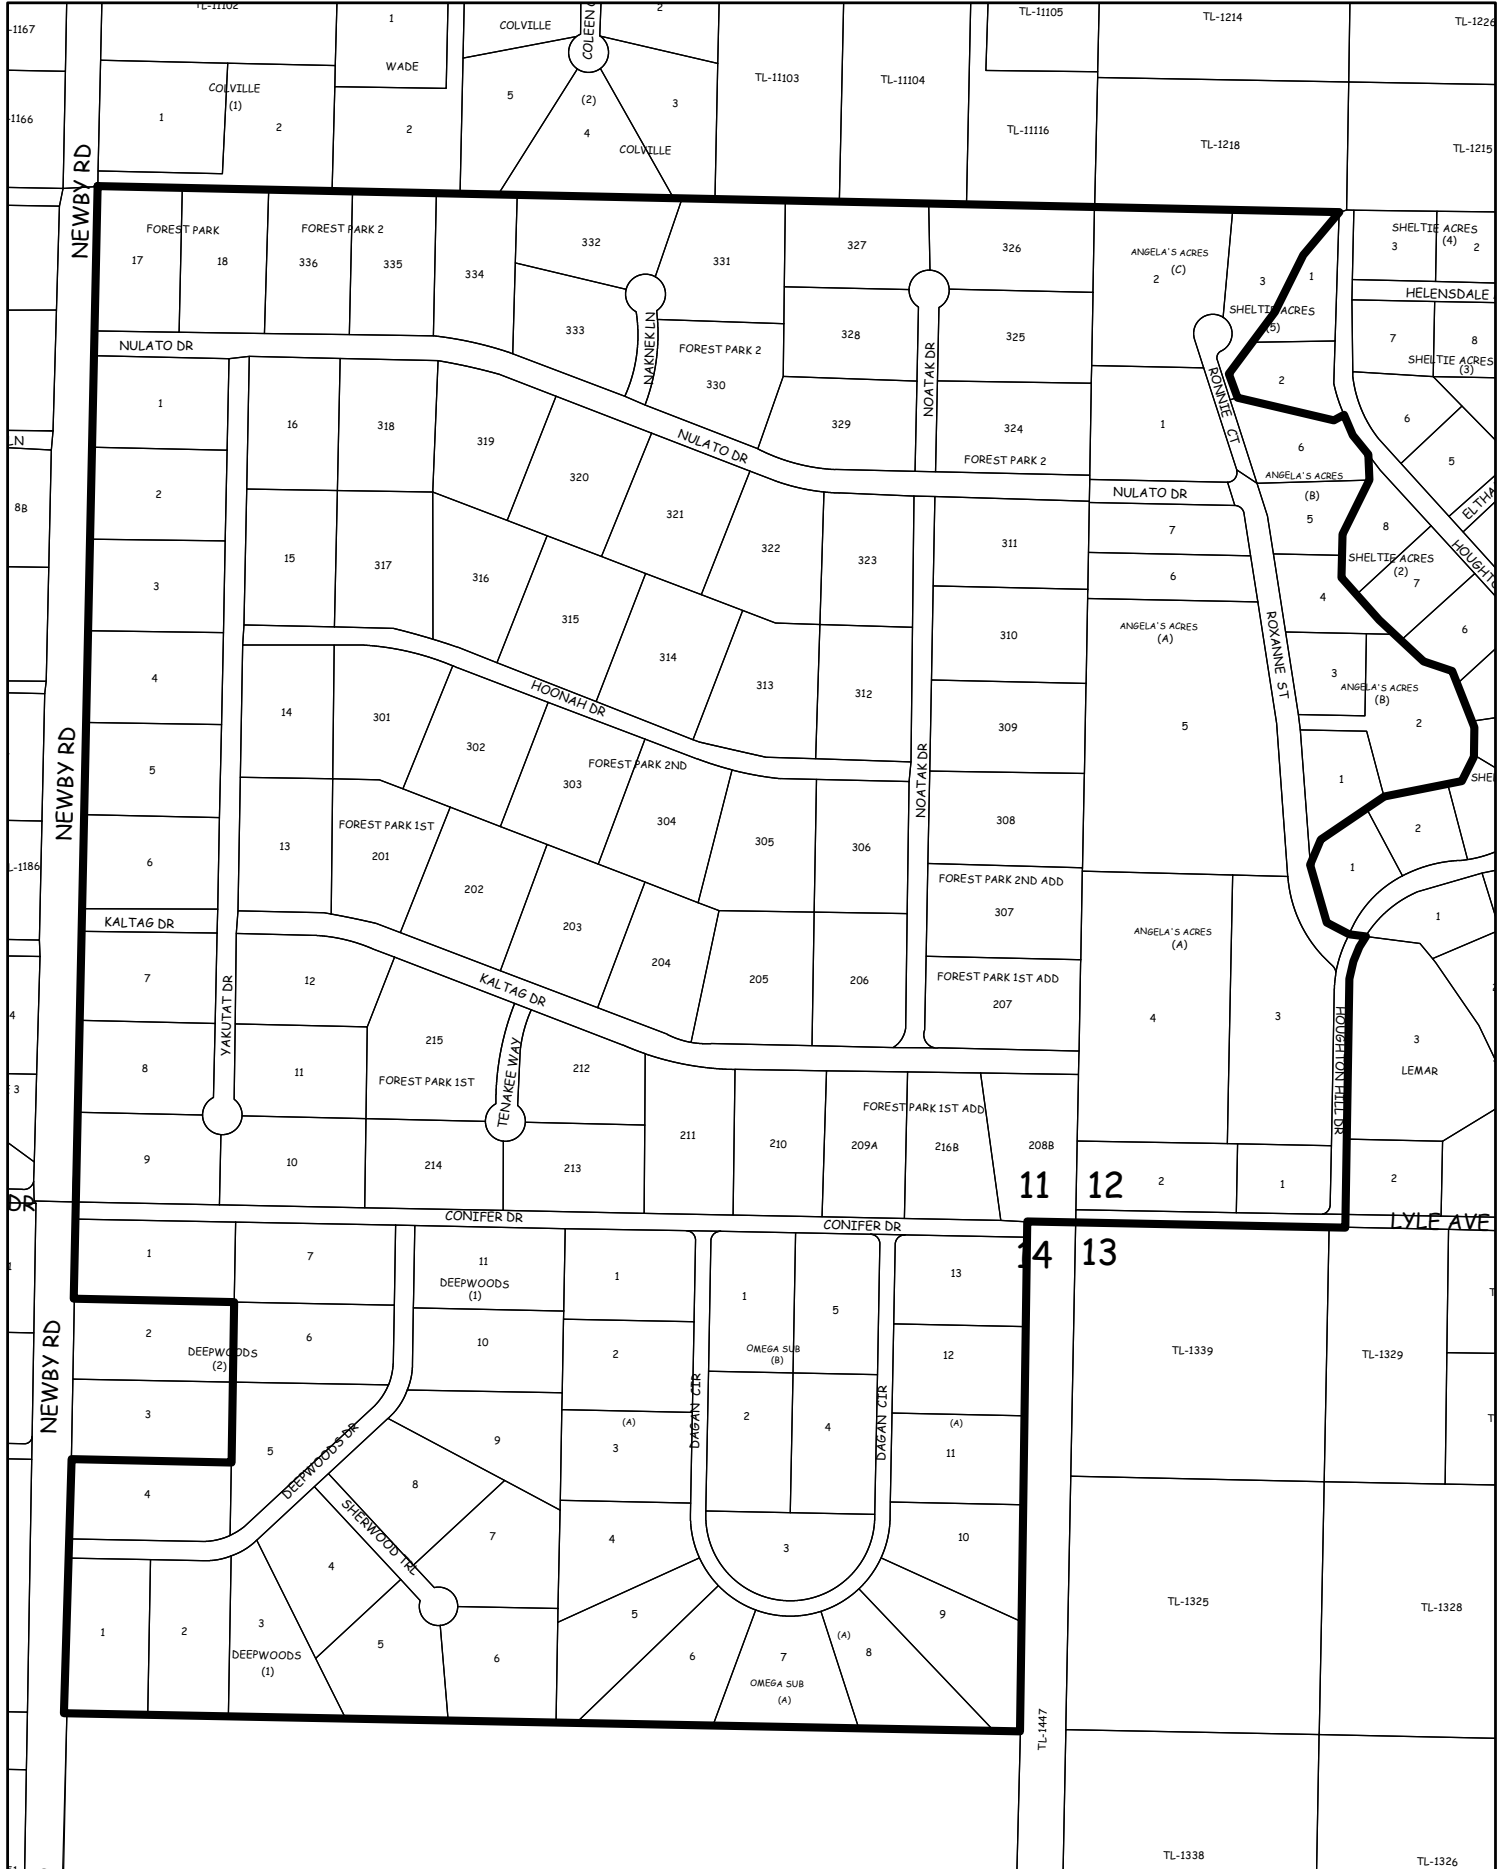 TL-11102
1
WADE
COLVILLE
COLEEN
2
TL-11105
TL-1214
TL-1226
-1167
-1166
COLVILLE
(1)
1
2
2
5
(2)
4
3
COLVILLE
TL-11103
TL-11104
TL-11116
TL-1218
TL-1215
NEWBY RD
FOREST PARK
17
18
FOREST PARK 2
336
335
334
332
333
331
327
326
328
325
ANGELA'S ACRES
(C)
2
3
1
SHELTIE ACRES
(5)
2
SHELTIE ACRES
(4)
3
2
HELENSDALE
7
8
SHELTIE ACRES
(3)
6
5
NULATO DR
NAKNEK LN
FOREST PARK 2
330
NOATAK DR
329
324
FOREST PARK 2
RONNIE CT
1
6
ANGELA'S ACRES
(B)
5
NULATO DR
NULATO DR
LN
8B
1
2
3
4
5
6
16
318
319
320
321
322
323
311
7
6
15
317
316
315
314
313
312
310
309
308
ANGELA'S ACRES
(A)
5
ROXANNE ST
4
3
ANGELA'S ACRES
(B)
2
1
8
SHELTIE ACRES
(2)
7
6
HOONAH DR
14
301
302
303
FOREST PARK 2ND
304
305
306
NOATAK DR
NEWBY RD
13
FOREST PARK 1ST
201
202
203
204
205
206
FOREST PARK 2ND ADD
307
FOREST PARK 1ST ADD
207
2
1
1
KALTAG DR
KALTAG DR
7
8
9
YAKUTAT DR
12
11
10
215
FOREST PARK 1ST
214
TENAKEE WAY
212
213
211
210
FOREST PARK 1ST ADD
209A
216B
208B
ANGELA'S ACRES
(A)
4
3
2
1
HOUGHTON HILL DR
3
LEMAR
2
11
12
14
13
LYLE AVE
DR
CONIFER DR
CONIFER DR
1
7
11
DEEPWOODS
(1)
10
2
DEEPWOODS
(2)
3
6
5
4
NEWBY RD
DEEPWOODS DR
9
8
7
SHERWOOD TRL
4
1
2
3
DEEPWOODS
(1)
5
6
1
2
(A)
3
4
5
6
DAGAN CIR
1
5
OMEGA SUB
(B)
2
4
3
DAGAN CIR
13
12
(A)
11
10
9
(A)
8
7
OMEGA SUB
(A)
TL-1339
TL-1329
TL-1325
TL-1328
TL-1447
TL-1338
TL-1326